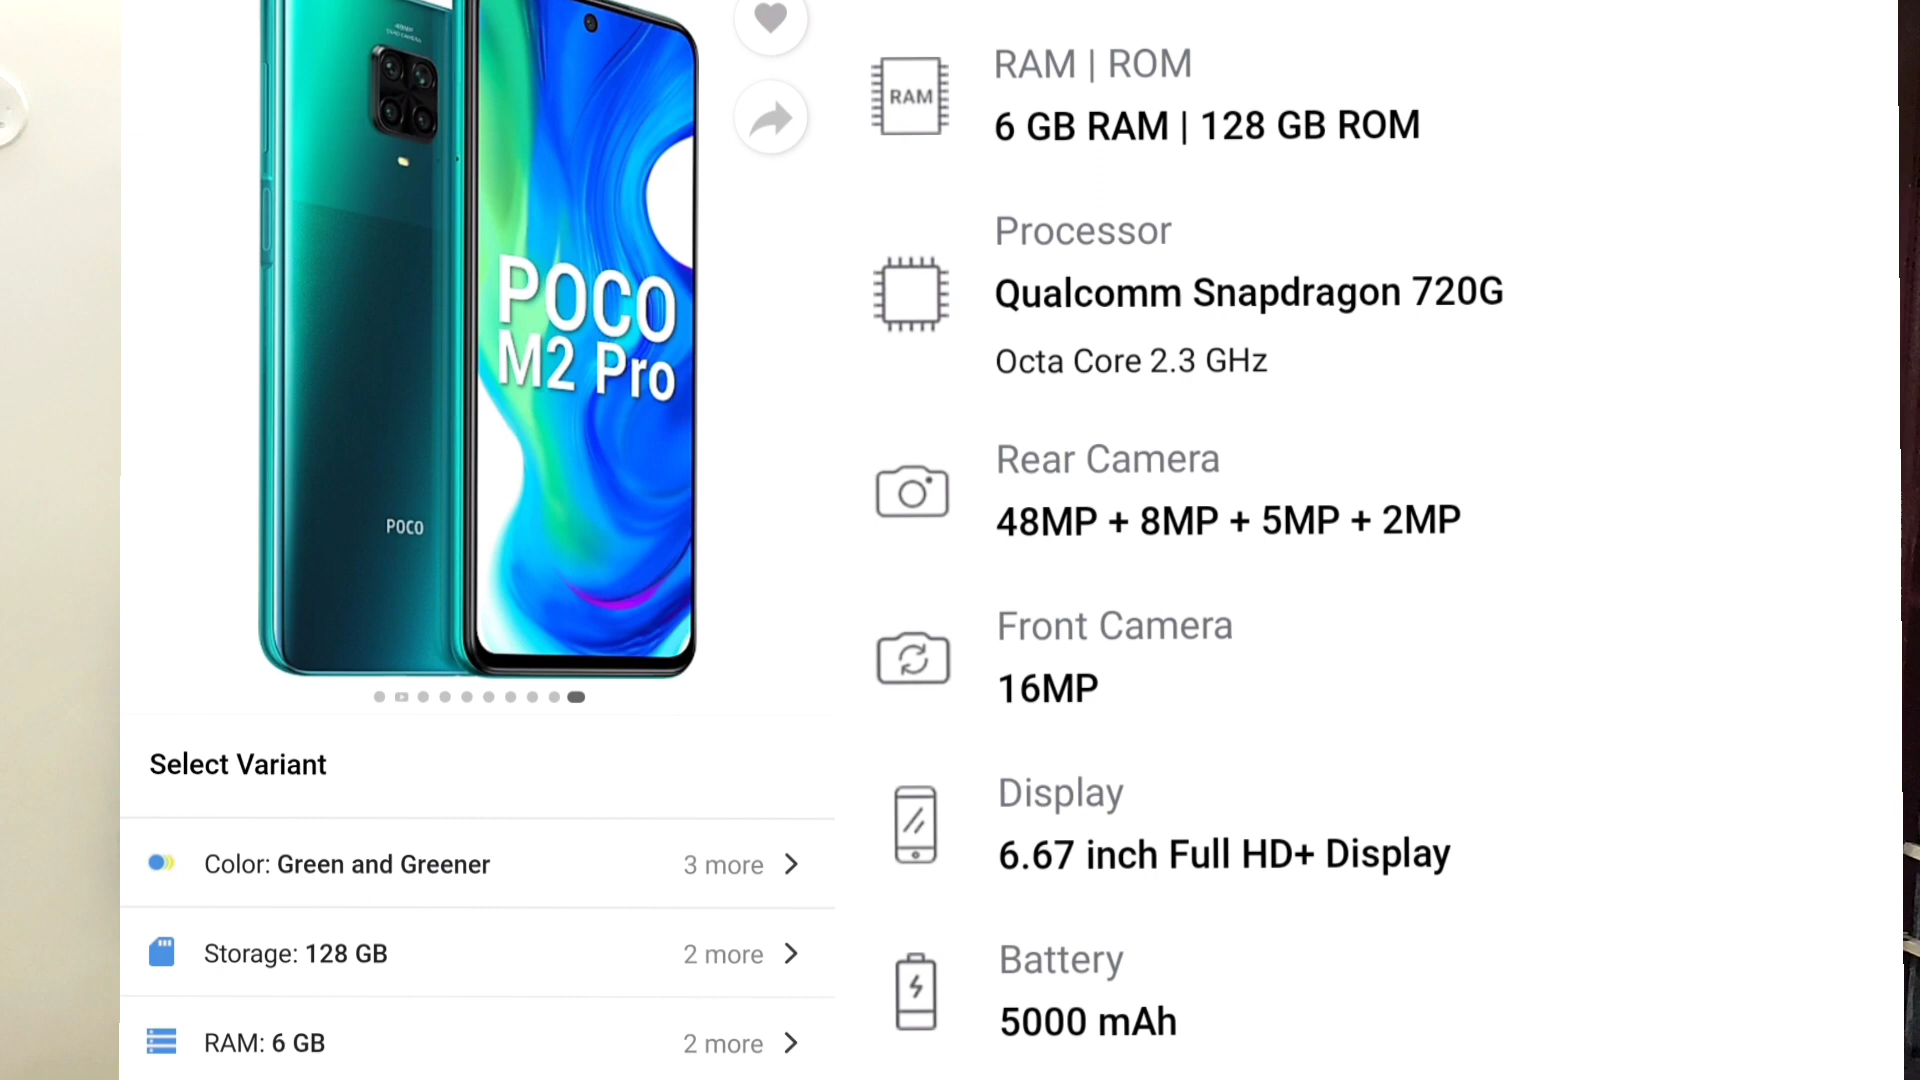 POCO
M2 Pro
POCO
Select Variant
Color: Green and Greener
3 more
Storage: 128 GB
2 more
RAM: 6 GB
2 more
RAM
RAM | ROM
6 GB RAM | 128 GB ROM
Processor
Qualcomm Snapdragon 720G
Octa Core 2.3 GHz
Rear Camera
48MP + 8MP + 5MP + 2MP
Front Camera
16MP
Display
6.67 inch Full HD+ Display
Battery
5000 mAh